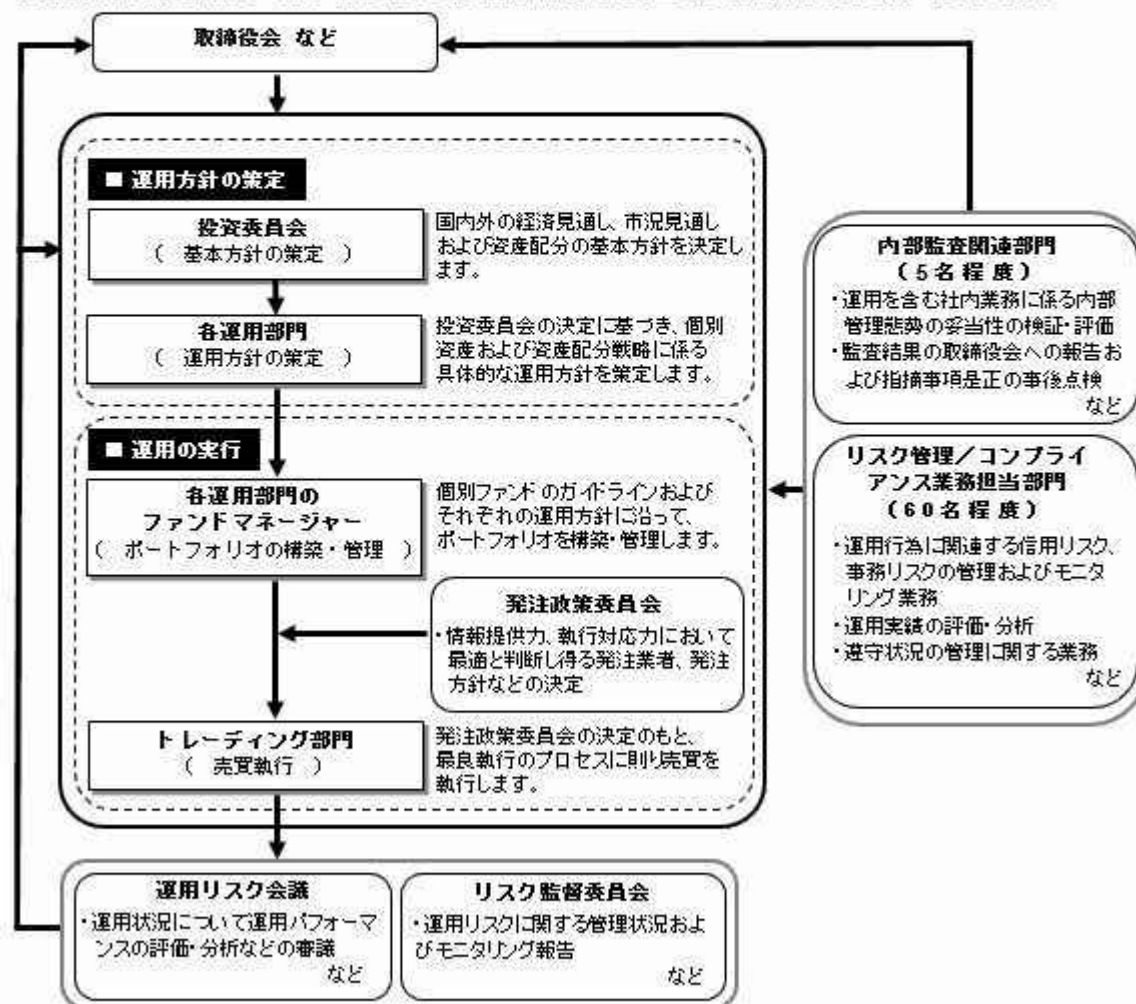 取締役会 など
■ 運用方針の策定
投資委員会
( 基本方針の策定 )
国内外の経済見通し、市況見通し
および資産配分の基本方針を決定し
ます。
各運用部門
( 運用方針の策定 )
投資委員会の決定に基づき、個別
資産および資産配分戦略に係る
具体的な運用方針を策定します。
■ 運用の実行
各運用部門の
ファンドマネージャー
( ポートフォリオの構築・管理 )
個別ファンドのガイドラインおよび
それぞれの運用方針に沿って、
ポートフォリオを構築・管理します。
発注政策委員会
・情報提供力、執行対応力において
最適と判断し得る発注業者、発注
方針などの決定
トレーディング部門
( 売買執行 )
発注政策委員会の決定のもと、
最良執行のプロセスに則り売買を
執行します。
内部監査関連部門
(5名程度)
・運用を含む社内業務に係る内部
管理態勢の妥当性の検証・評価
・監査結果の取締役会への報告お
よび指摘事項是正の事後点検
など
リスク管理/コンプライ
アンス業務担当部門
(60名程度)
・運用行為に関連する信用リスク、
事務リスクの管理およびモニタ
リング業務
・運用実績の評価・分析
・遵守状況の管理に関する業務
など
運用リスク会議
・運用状況について運用パフォーマ
ンスの評価・分析などの審議
など
リスク監督委員会
・運用リスクに関する管理状況およ
びモニタリング報告
など